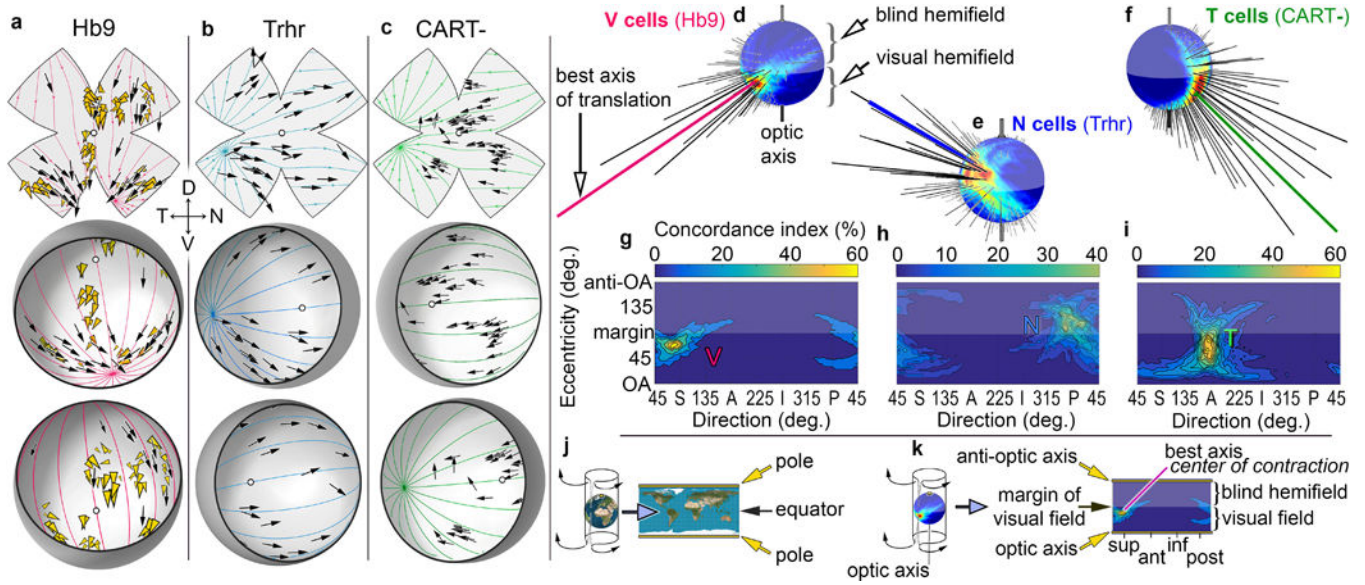 a Hb9
b Trhr
c CART-
D
T N
V
V cells (Hb9)
d
blind hemifield
visual hemifield
best axis
of translation
optic
axis
e
N cells (Trhr)
f
T cells (CART-)
g Concordance index (%) h i
0 20 40 60
0 10 20 30 40
0 20 40 60
Eccentricity (deg.)
anti-OA
135
margin
45
OA
V
N
T
45 S 135 A 225 I 315 P 45
45 S 135 A 225 I 315 P 45
45 S 135 A 225 I 315 P 45
Direction (deg.)
Direction (deg.)
Direction (deg.)
j
pole
equator
pole
k
best axis
anti-optic axis
center of contraction
margin of
visual field
blind hemifield
visual field
optic axis
sup ant inf post
optic axis